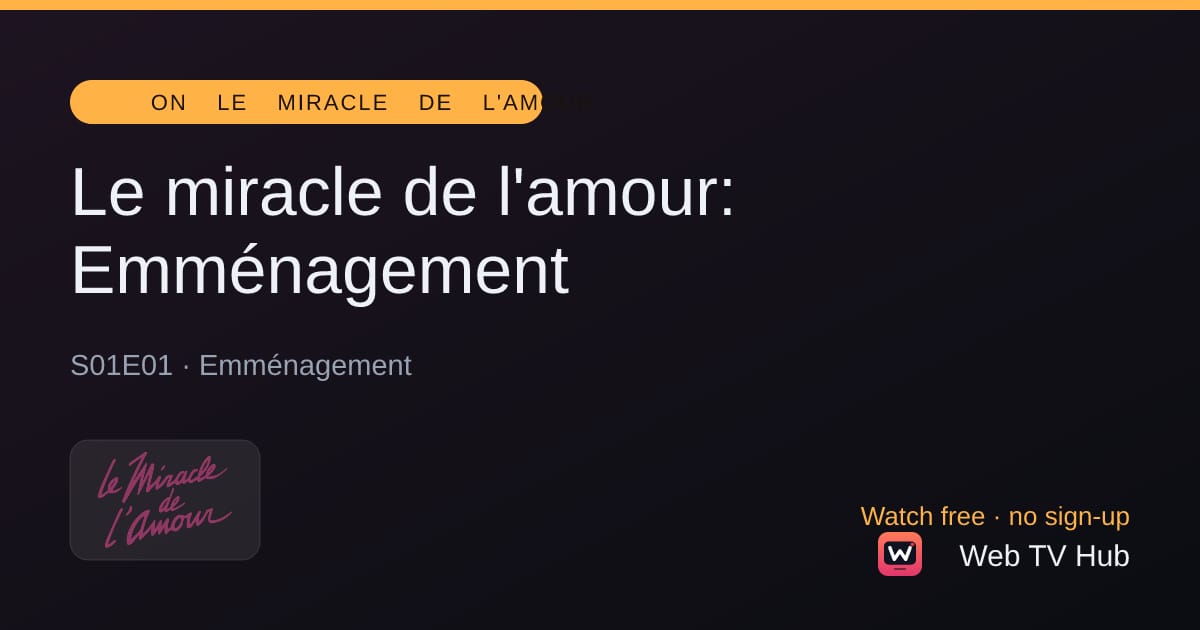 ON LE MIRACLE DE L'AMOUR
Le miracle de l'amour:
Emménagement
S01E01 · Emménagement
Le Miracle
de
l'Amour
Watch free · no sign-up
W
Web TV Hub